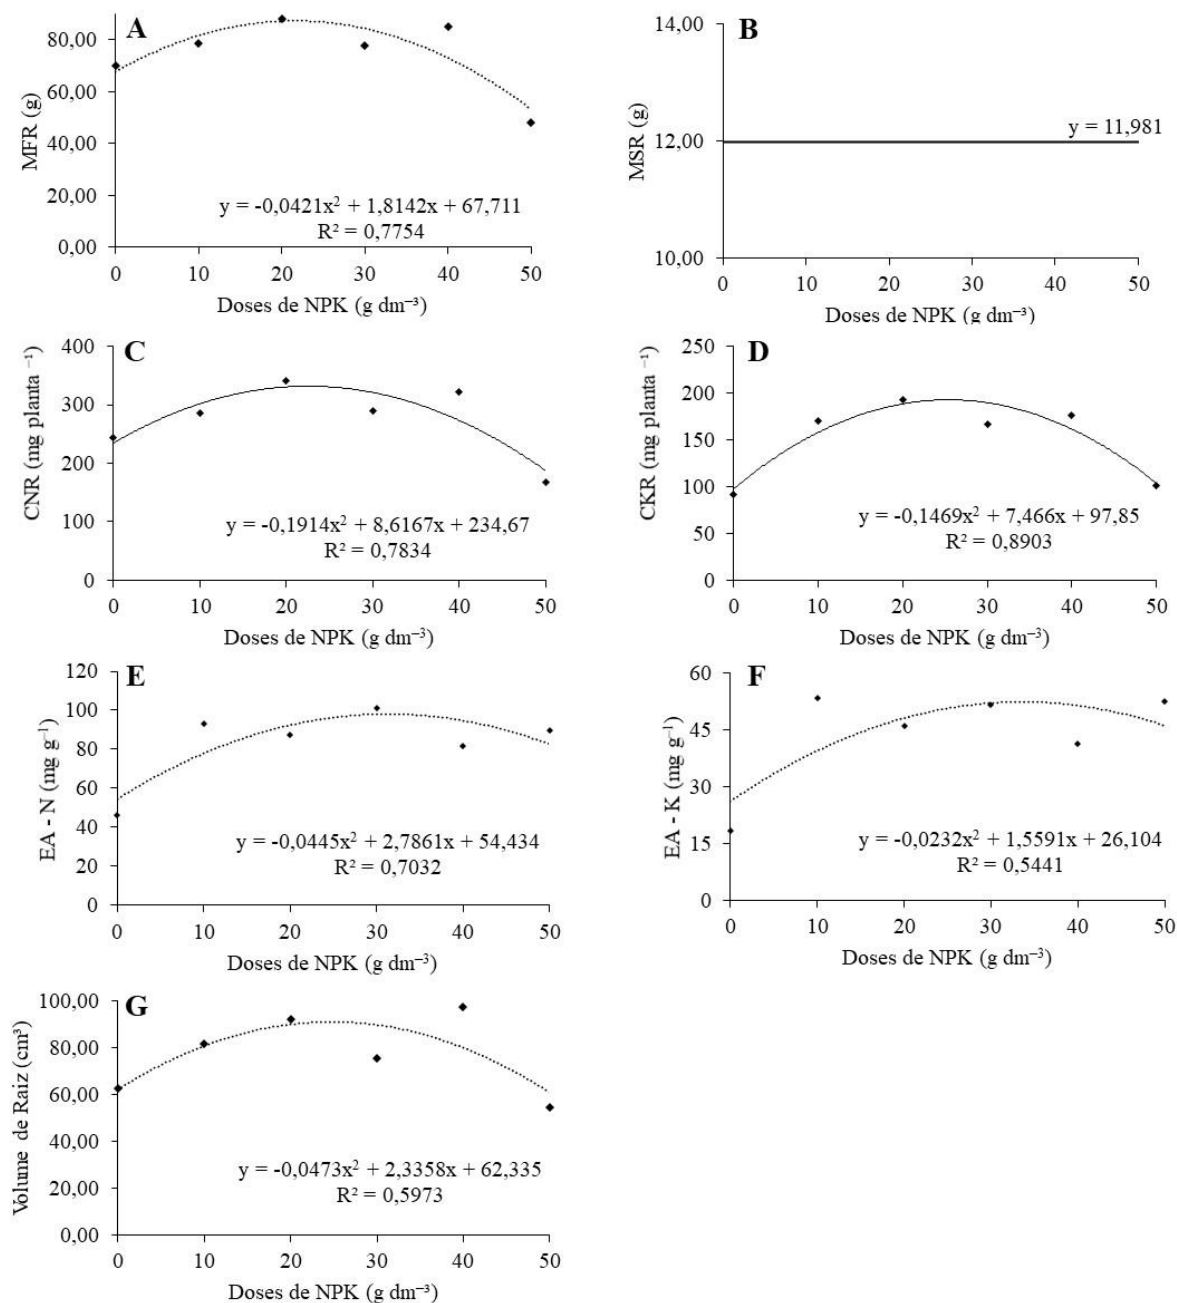 A
80,00
60,00
40,00
20,00
0,00
MFR (g)
y = -0,0421x² + 1,8142x + 67,711
R² = 0,7754
0 10 20 30 40 50
Doses de NPK (g dm⁻³)
B
14,00
12,00
10,00
MSR (g)
y = 11,981
0 10 20 30 40 50
Doses de NPK (g dm⁻³)
C
400
300
200
100
0
CNR (mg planta ⁻¹)
y = -0,1914x² + 8,6167x + 234,67
R² = 0,7834
0 10 20 30 40 50
Doses de NPK (g dm⁻³)
D
250
200
150
100
50
0
CKR (mg planta ⁻¹)
y = -0,1469x² + 7,466x + 97,85
R² = 0,8903
0 10 20 30 40 50
Doses de NPK (g dm⁻³)
E
120
100
80
60
40
20
0
EA - N (mg g⁻¹)
y = -0,0445x² + 2,7861x + 54,434
R² = 0,7032
0 10 20 30 40 50
Doses de NPK (g dm⁻³)
F
60
45
30
15
0
EA - K (mg g⁻¹)
y = -0,0232x² + 1,5591x + 26,104
R² = 0,5441
0 10 20 30 40 50
Doses de NPK (g dm⁻³)
G
100,00
80,00
60,00
40,00
20,00
0,00
Volume de Raiz (cm³)
y = -0,0473x² + 2,3358x + 62,335
R² = 0,5973
0 10 20 30 40 50
Doses de NPK (g dm⁻³)